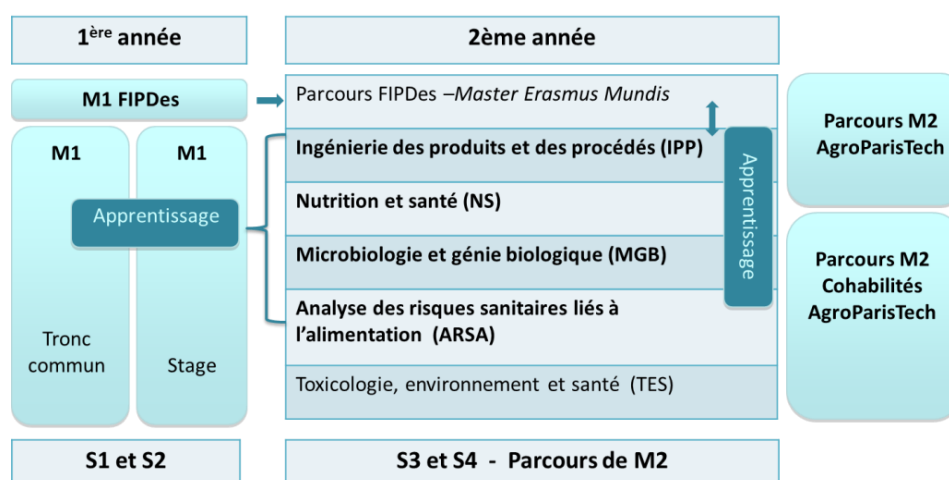 1ère année
2ème année
M1 FIPDes
Parcours FIPDes –Master Erasmus Mundis
M1
M1
Apprentissage
Tronc
commun
Stage
Ingénierie des produits et des procédés (IPP)
Nutrition et santé (NS)
Microbiologie et génie biologique (MGB)
Analyse des risques sanitaires liés à
l'alimentation (ARSA)
Toxicologie, environnement et santé (TES)
Apprentissage
Parcours M2
AgroParisTech
Parcours M2
Cohabilités
AgroParisTech
S1 et S2
S3 et S4 - Parcours de M2